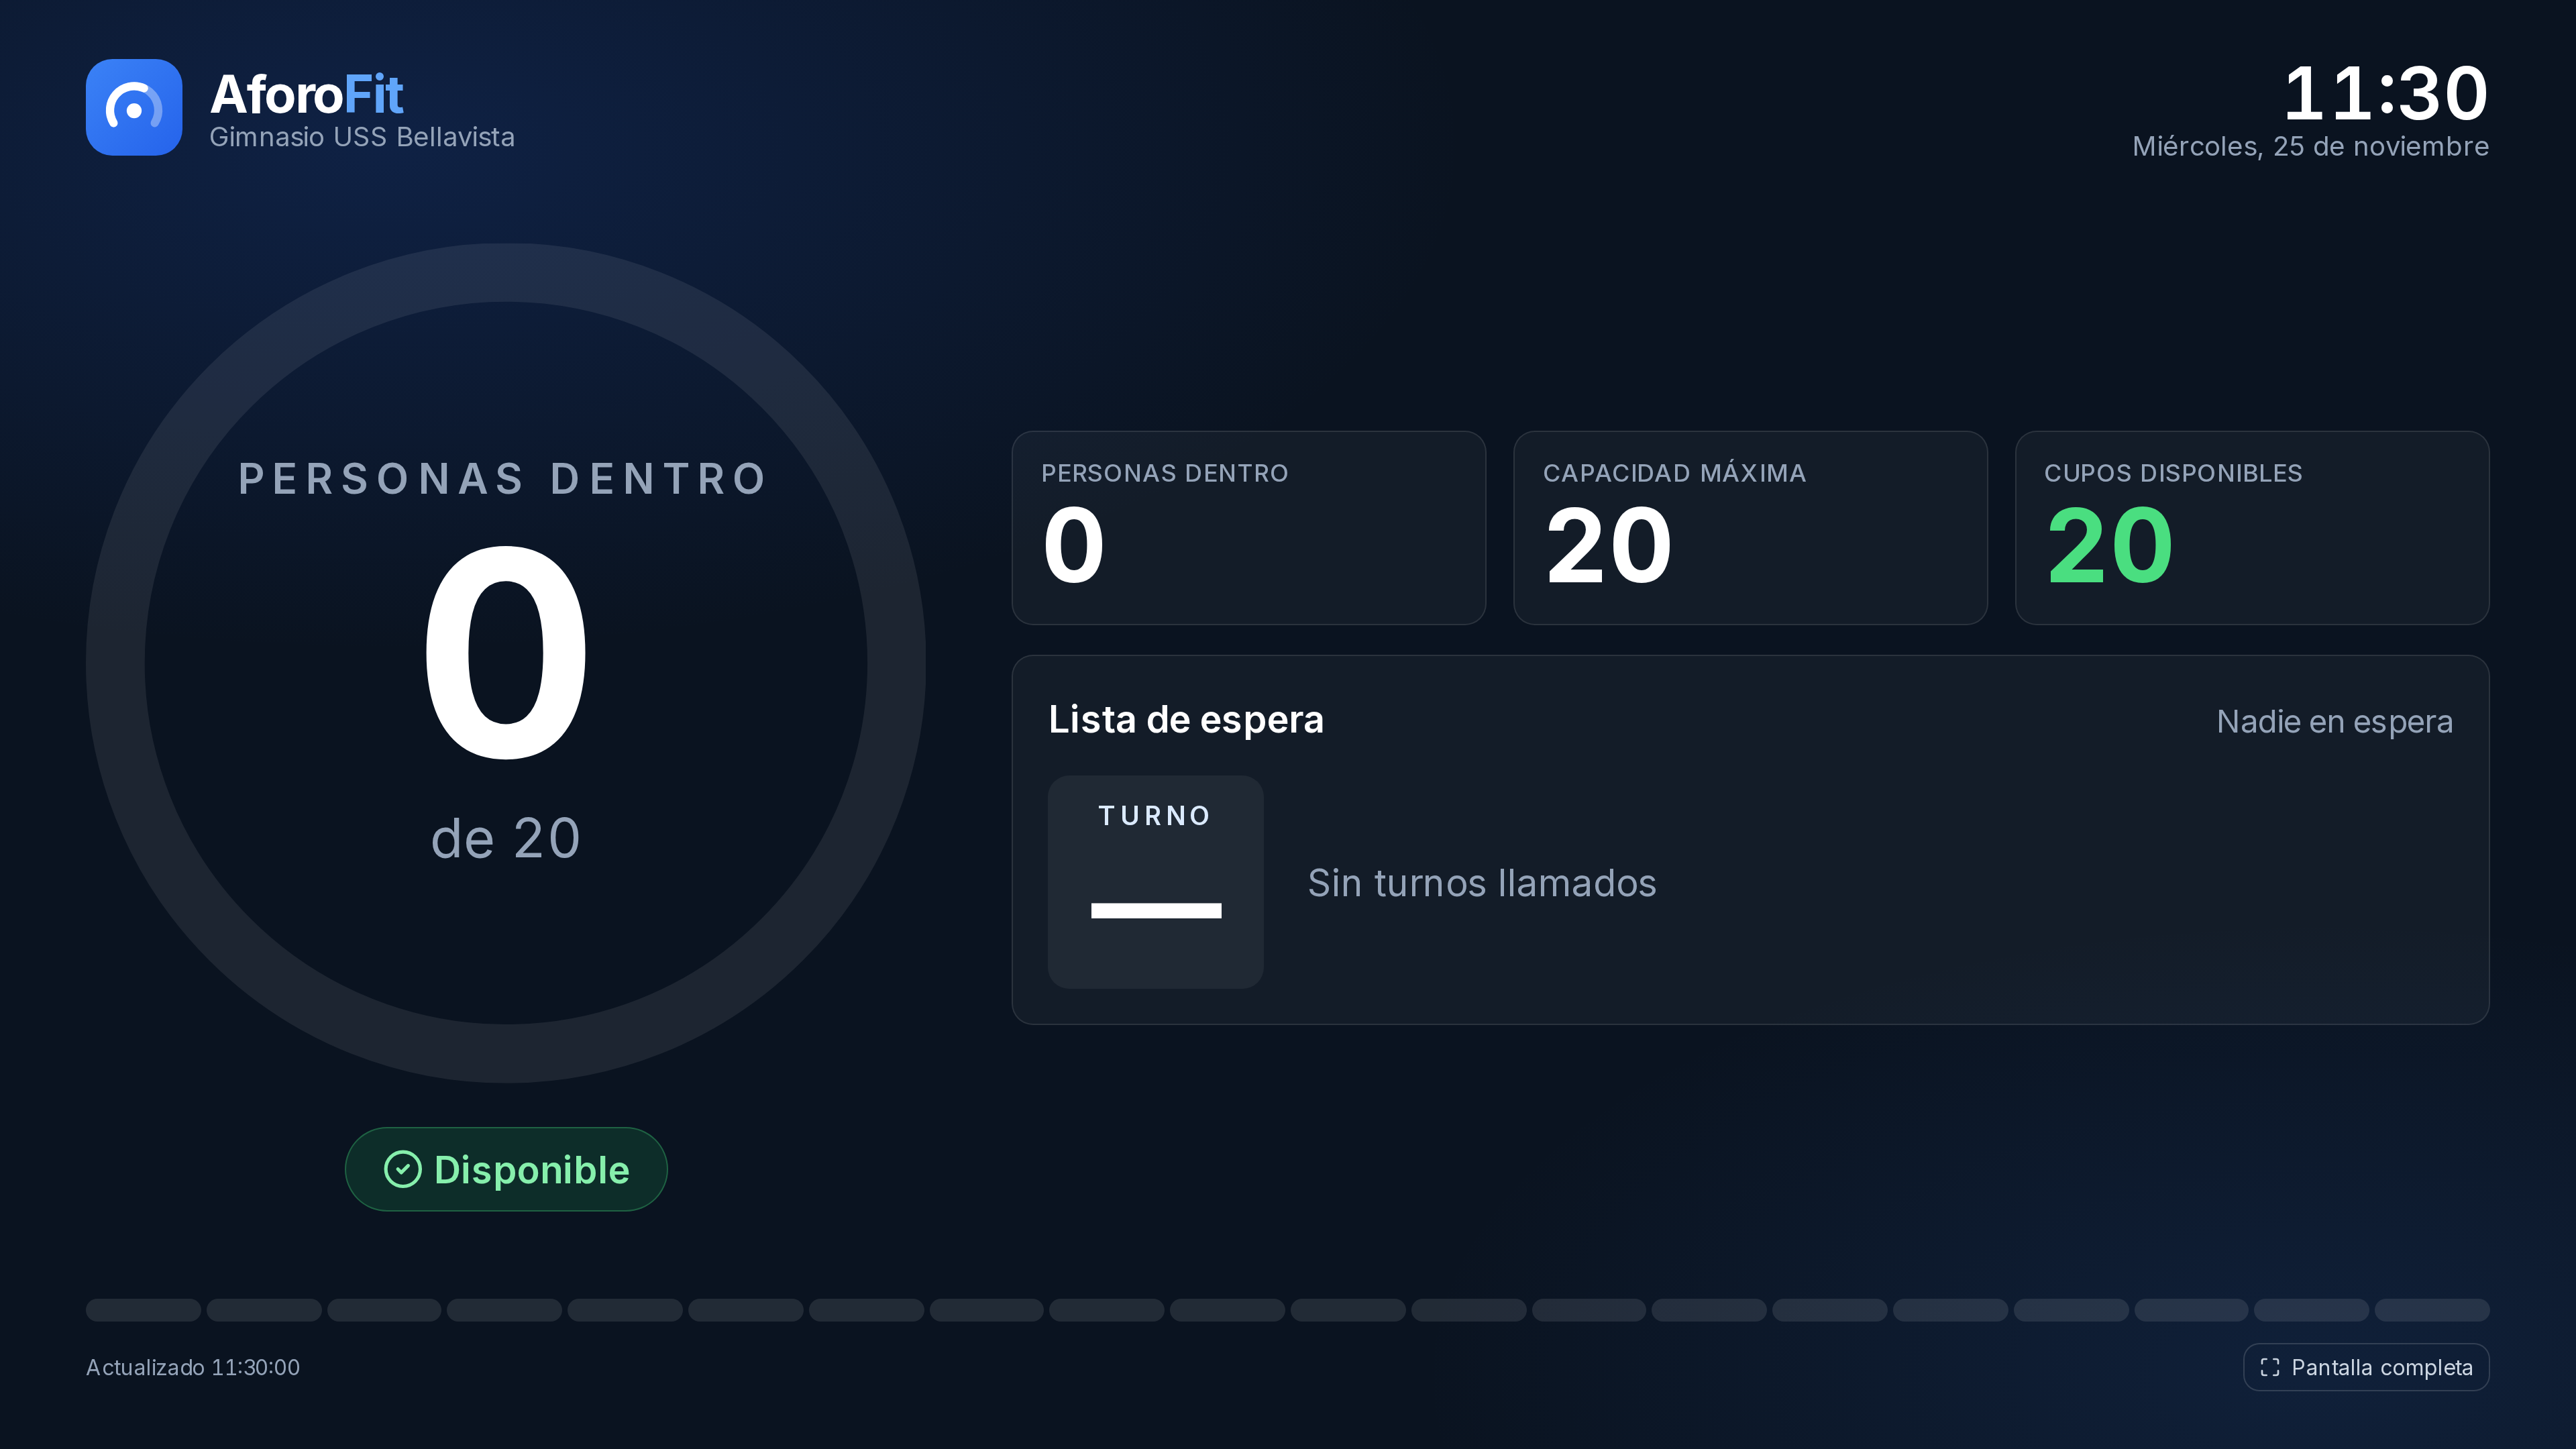 AforoFit
Gimnasio USS Bellavista
11:30
Miércoles, 25 de noviembre
PERSONAS DENTRO
0
de 20
Disponible
PERSONAS DENTRO
0
CAPACIDAD MÁXIMA
20
CUPOS DISPONIBLES
20
Lista de espera
Nadie en espera
TURNO
—
Sin turnos llamados
Actualizado 11:30:00
Pantalla completa